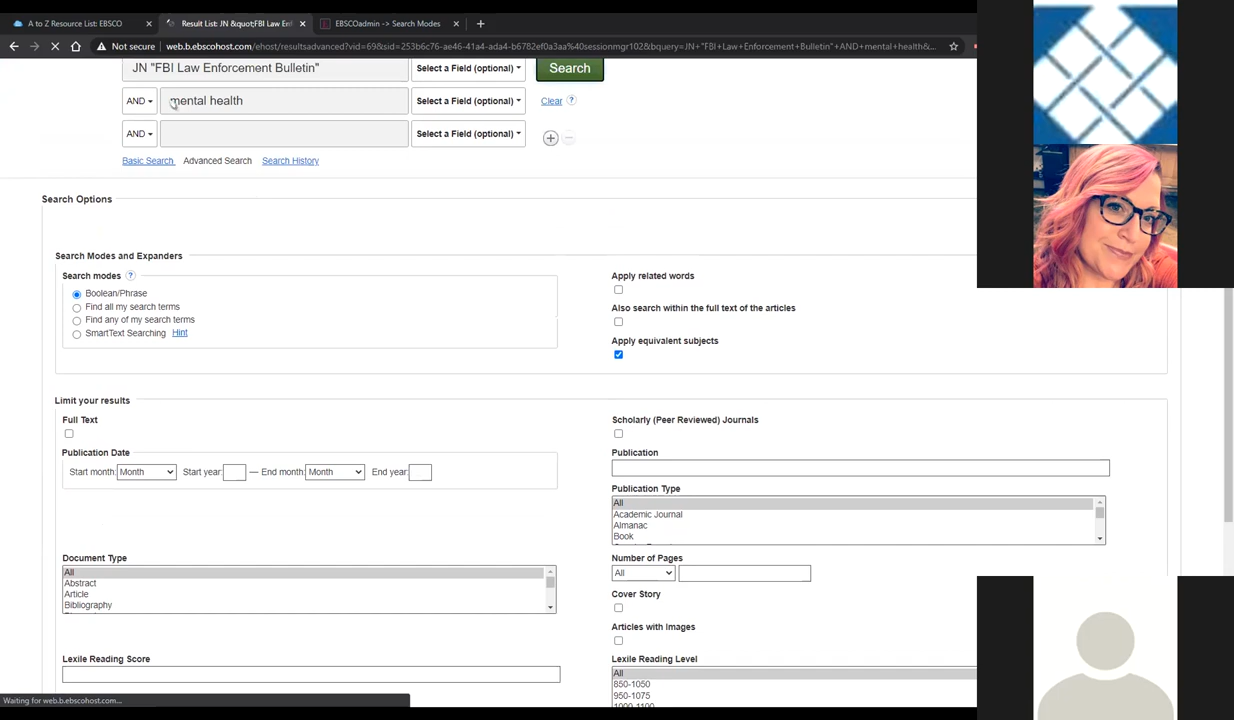 A to Z Resource List: EBSCO
Result List: JN &quot;FBI Law Enf
EBSCOadmin -> Search Modes
Not secure | web.b.ebscohost.com/ehost/resultsadvanced?vid=69&sid=253b6c76-ae46-41a4-ada4-b6782ef0a3aa%40sessionmgr102&bquery=JN+"FBI+Law+Enforcement+Bulletin"+AND+mental+health&...
JN "FBI Law Enforcement Bulletin" Select a Field (optional) Search
AND mental health Select a Field (optional) Clear ?
AND Select a Field (optional)
Basic Search Advanced Search Search History
Search Options
Search Modes and Expanders
Search modes ?
Boolean/Phrase
Find all my search terms
Find any of my search terms
SmartText Searching Hint
Apply related words
Also search within the full text of the articles
Apply equivalent subjects
Limit your results
Full Text
Scholarly (Peer Reviewed) Journals
Publication Date
Start month: Month Start year: — End month: Month End year:
Publication
Publication Type
All
Academic Journal
Almanac
Book
Document Type
All
Abstract
Article
Bibliography
Number of Pages
All
Cover Story
Articles with images
Lexile Reading Score
Lexile Reading Level
All
850-1050
950-1075
1000-1100
Waiting for web.b.ebscohost.com...